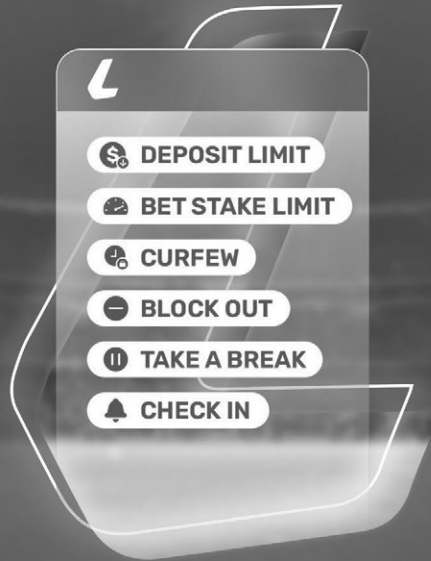 L
DEPOSIT LIMIT
BET STAKE LIMIT
CURFEW
BLOCK OUT
TAKE A BREAK
CHECK IN